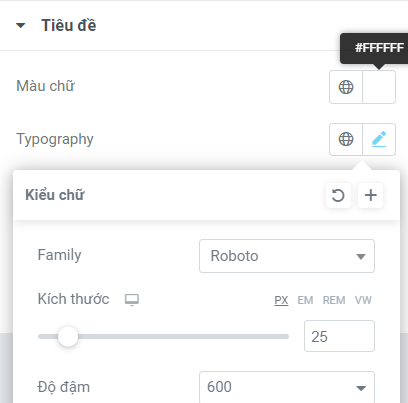 Tiêu đề
#FFFFFF
Màu chữ
Typography
Kiểu chữ
Family Roboto
Kích thước PX EM REM VW
25
Độ đậm 600